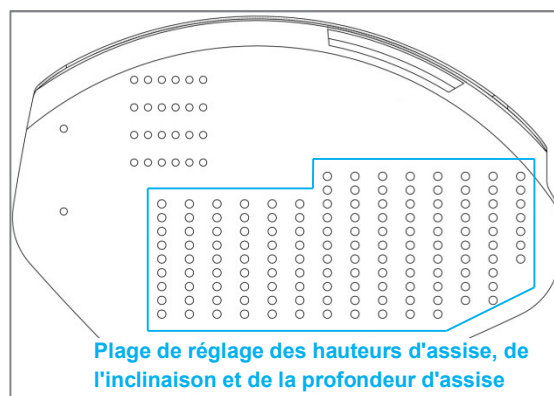 Plage de réglage des hauteurs d'assise, de
l'inclinaison et de la profondeur d'assise